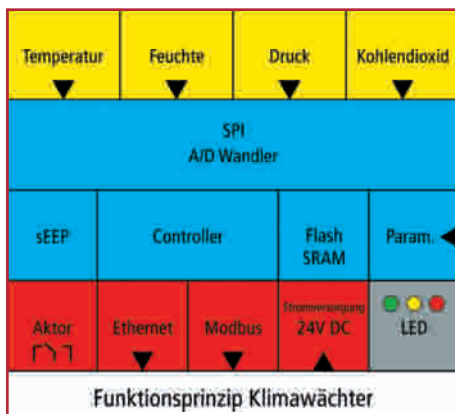 Temperatur Feuchte Druck Kohlendioxid
SPI
A/D Wandler
sEEP Controller Flash SRAM Param.
Aktor Ethernet Modbus Stromversorgung 24V DC LED
Funktionsprinzip Klimawächter